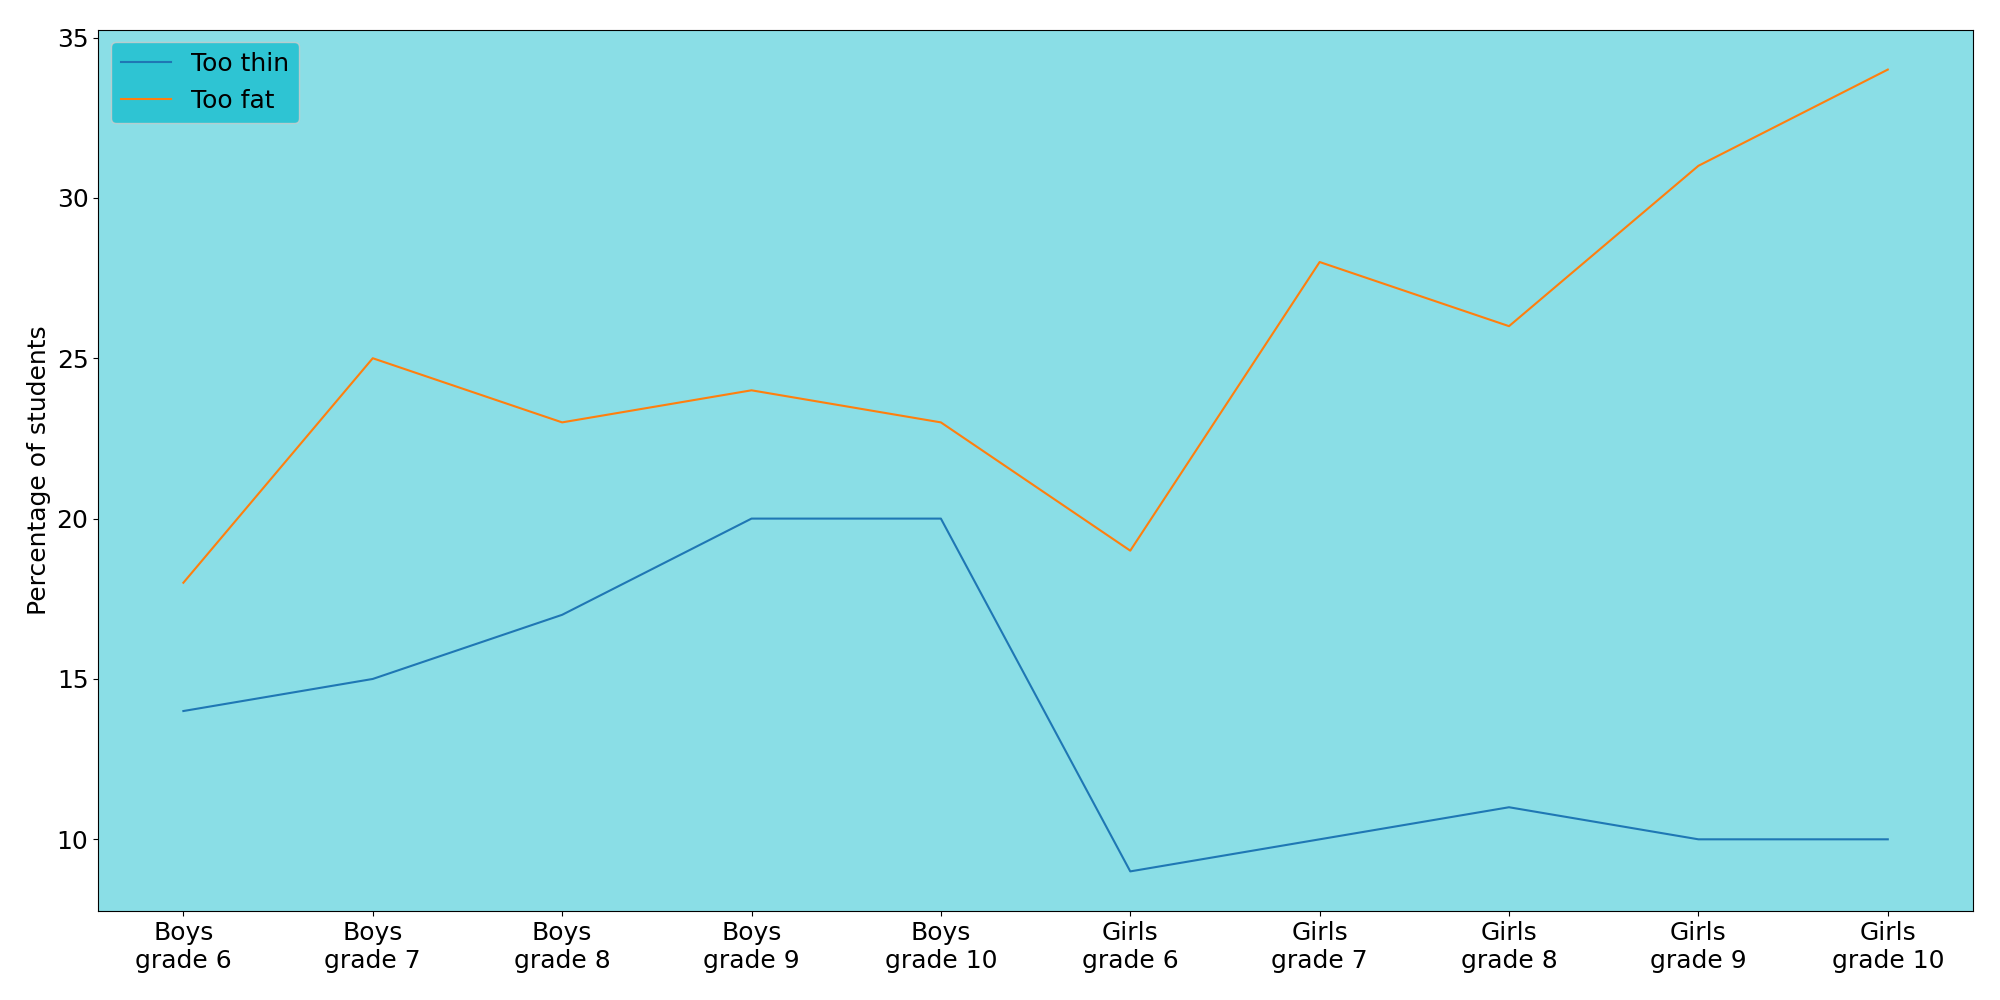 35
Too thin
Too fat
30
25
20
15
10
Percentage of students
Boys
grade 6
Boys
grade 7
Boys
grade 8
Boys
grade 9
Boys
grade 10
Girls
grade 6
Girls
grade 7
Girls
grade 8
Girls
grade 9
Girls
grade 10